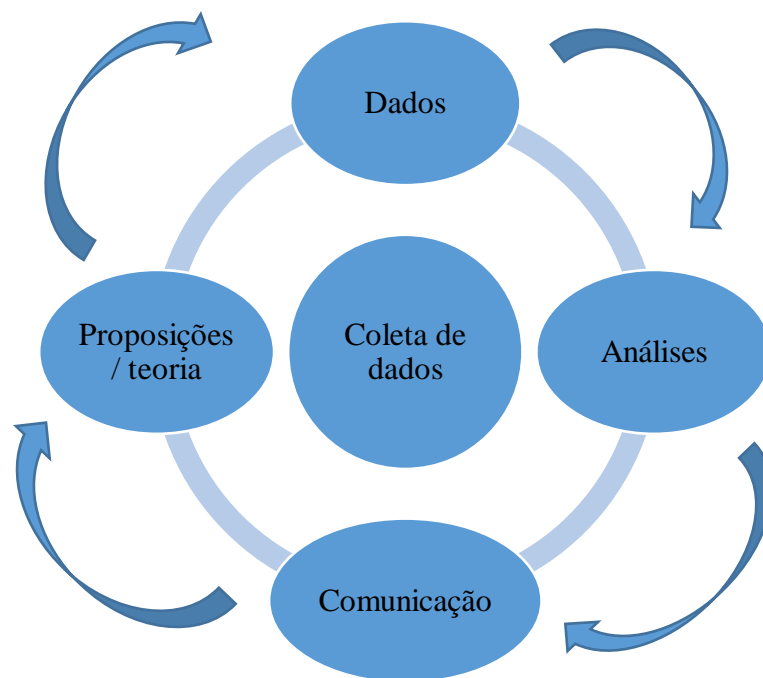 Dados
Proposições
/ teoria
Coleta de
dados
Análises
Comunicação